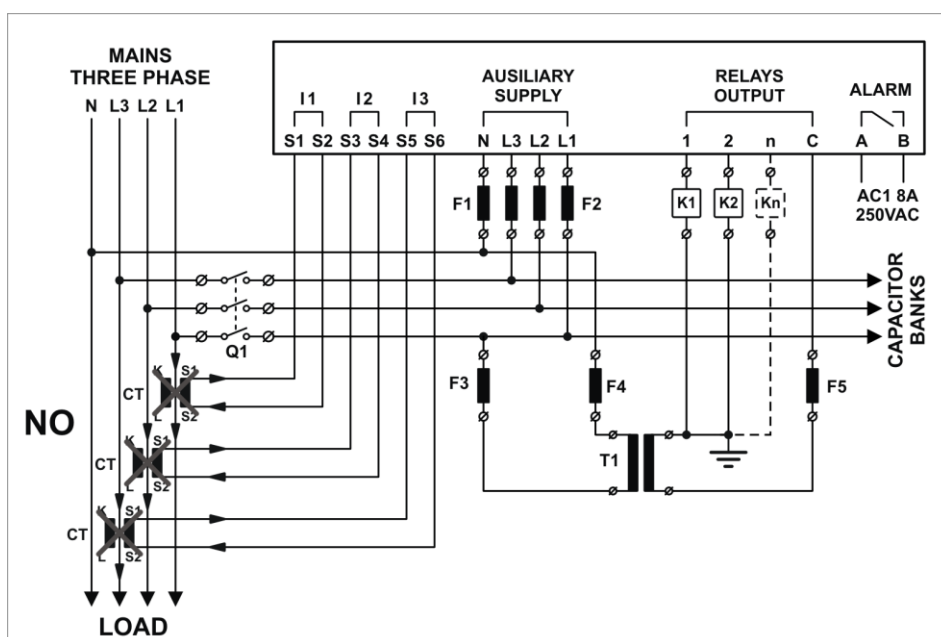 MAINS
THREE PHASE
N L3 L2 L1
I1 I2 I3
S1 S2 S3 S4 S5 S6
AUSILIARY
SUPPLY
N L3 L2 L1
RELAYS
OUTPUT
1 2 n C
ALARM
A B
AC1 8A
250VAC
F1 F2
K1 K2 Kn
Q1
CAPACITOR
BANKS
NO
CT
K S1
L S2
CT
K S1
L S2
CT
K S1
L S2
F3 F4 F5
T1
LOAD